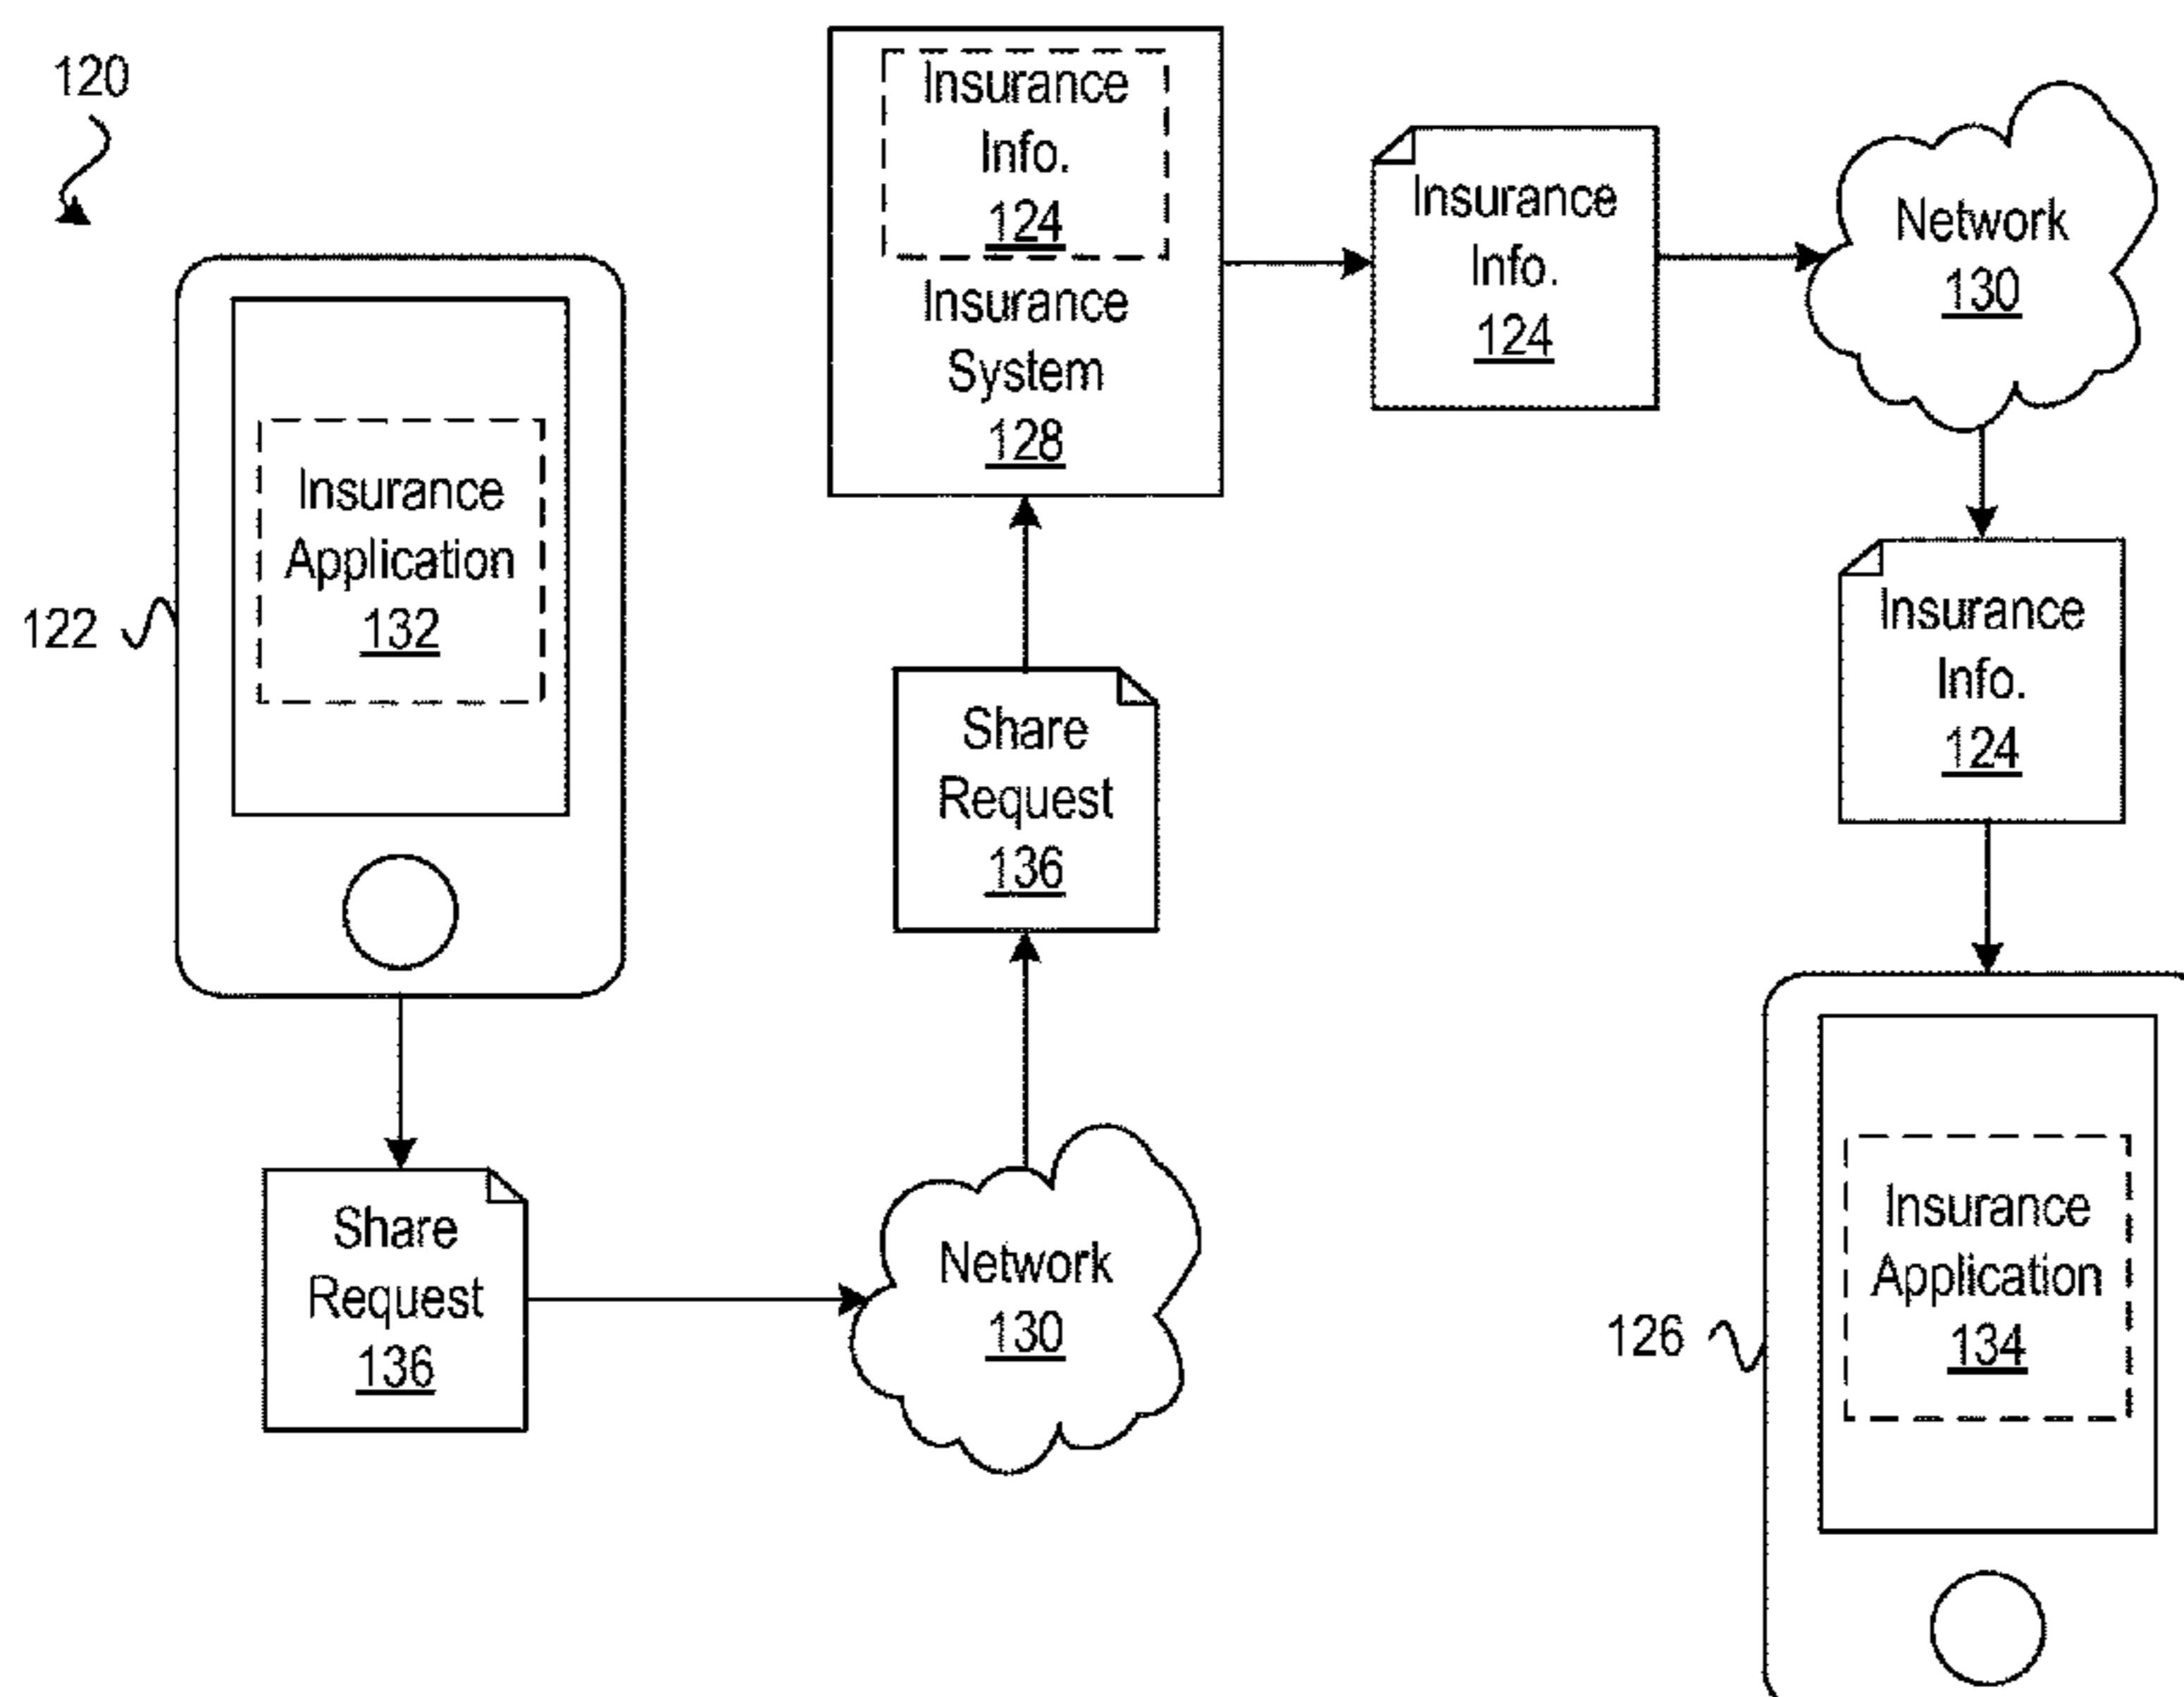 120
122
Insurance
Application
132
Share
Request
136
Network
130
Share
Request
136
Insurance
Info.
124
Insurance
System
128
Insurance
Info.
124
Network
130
Insurance
Info.
124
126
Insurance
Application
134